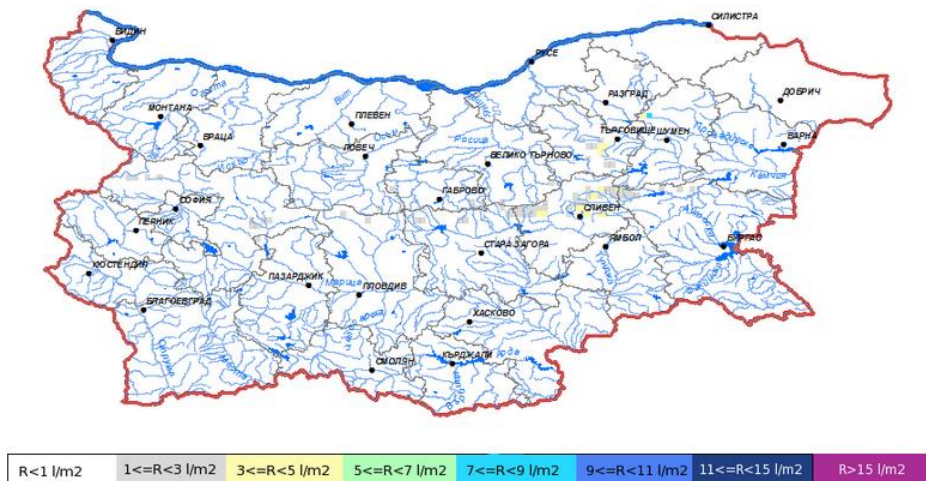 СИЛИСТРА
ВИДИН
РУСЕ
ДОБРИЧ
РАЗГРАД
Огоста
МОНТАНА
Вит
ПЛЕВЕН
ТЪРГОВИЩЕ
ШУМЕН
ВАРНА
ВРАЦА
Росица
ЛОВЕЧ
ВЕЛИКО ТЪРНОВО
Камчия
ГАБРОВО
СОФИЯ
СЛИВЕН
ПЕРНИК
СТАРА ЗАГОРА
ЯМБОЛ
БУРГАС
КЮСТЕНДИЛ
ПАЗАРДЖИК
Марица
ПЛОВДИВ
БЛАГОЕВГРАД
ХАСКОВО
СМОЛЯН
КЪРДЖАЛИ
R<1 l/m2
1<=R<3 l/m2
3<=R<5 l/m2
5<=R<7 l/m2
7<=R<9 l/m2
9<=R<11 l/m2
11<=R<15 l/m2
R>15 l/m2